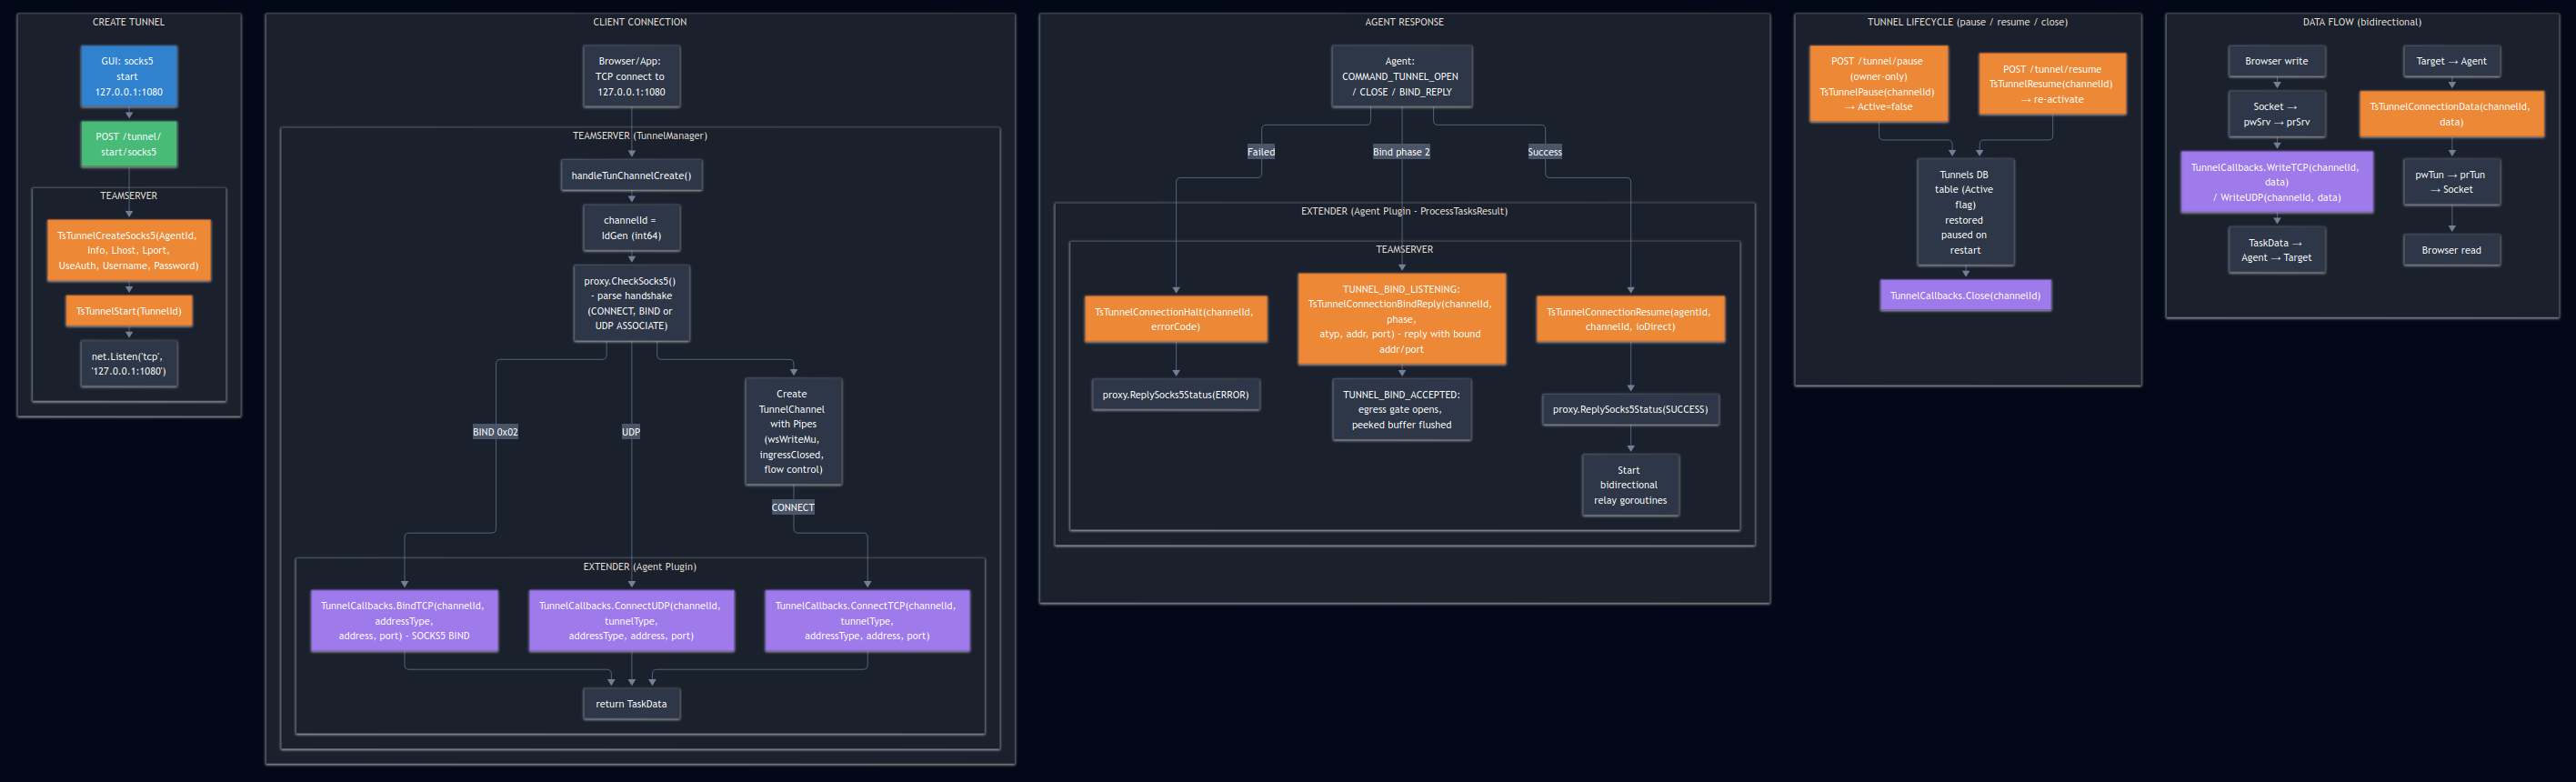 CREATE TUNNEL
GUI: socks5
start
127.0.0.1:1080
POST /tunnel/
start/socks5
TEAMSERVER
TsTunnelCreateSocks5(AgentId,
Info, Lhost, Lport,
UseAuth, Username, Password)
TsTunnelStart(TunnelId)
net.Listen('tcp',
'127.0.0.1:1080')
CLIENT CONNECTION
Browser/App:
TCP connect to
127.0.0.1:1080
TEAMSERVER (TunnelManager)
handleTunChannelCreate()
channelId =
IdGen (int64)
proxy.CheckSocks5()
- parse handshake
(CONNECT, BIND or
UDP ASSOCIATE)
Create
TunnelChannel
with Pipes
(wsWriteMu,
ingressClosed,
flow control)
BIND 0x02
UDP
CONNECT
EXTENDER (Agent Plugin)
TunnelCallbacks.BindTCP(channelId,
addressType,
address, port) - SOCKS5 BIND
TunnelCallbacks.ConnectUDP(channelId,
tunnelType,
addressType, address, port)
TunnelCallbacks.ConnectTCP(channelId,
tunnelType,
addressType, address, port)
return TaskData
AGENT RESPONSE
Agent:
COMMAND_TUNNEL_OPEN
/ CLOSE / BIND_REPLY
Failed
Bind phase 2
Success
EXTENDER (Agent Plugin - ProcessTasksResult)
TEAMSERVER
TsTunnelConnectionHalt(channelId,
errorCode)
proxy.ReplySocks5Status(ERROR)
TUNNEL_BIND_LISTENING:
TsTunnelConnectionBindReply(channelId,
phase,
atyp, addr, port) - reply with bound
addr/port
TUNNEL_BIND_ACCEPTED:
egress gate opens,
peeked buffer flushed
TsTunnelConnectionResume(agentId,
channelId, ioDirect)
proxy.ReplySocks5Status(SUCCESS)
Start
bidirectional
relay goroutines
TUNNEL LIFECYCLE (pause / resume / close)
POST /tunnel/pause
(owner-only)
TsTunnelPause(channelId)
→ Active=false
POST /tunnel/resume
TsTunnelResume(channelId)
→ re-activate
Tunnels DB
table (Active
flag)
restored
paused on
restart
TunnelCallbacks.Close(channelId)
DATA FLOW (bidirectional)
Browser write
Socket →
pwSrv → prSrv
TunnelCallbacks.WriteTCP(channelId,
data)
/ WriteUDP(channelId, data)
TaskData →
Agent → Target
Target → Agent
TsTunnelConnectionData(channelId,
data)
pwTun → prTun
→ Socket
Browser read